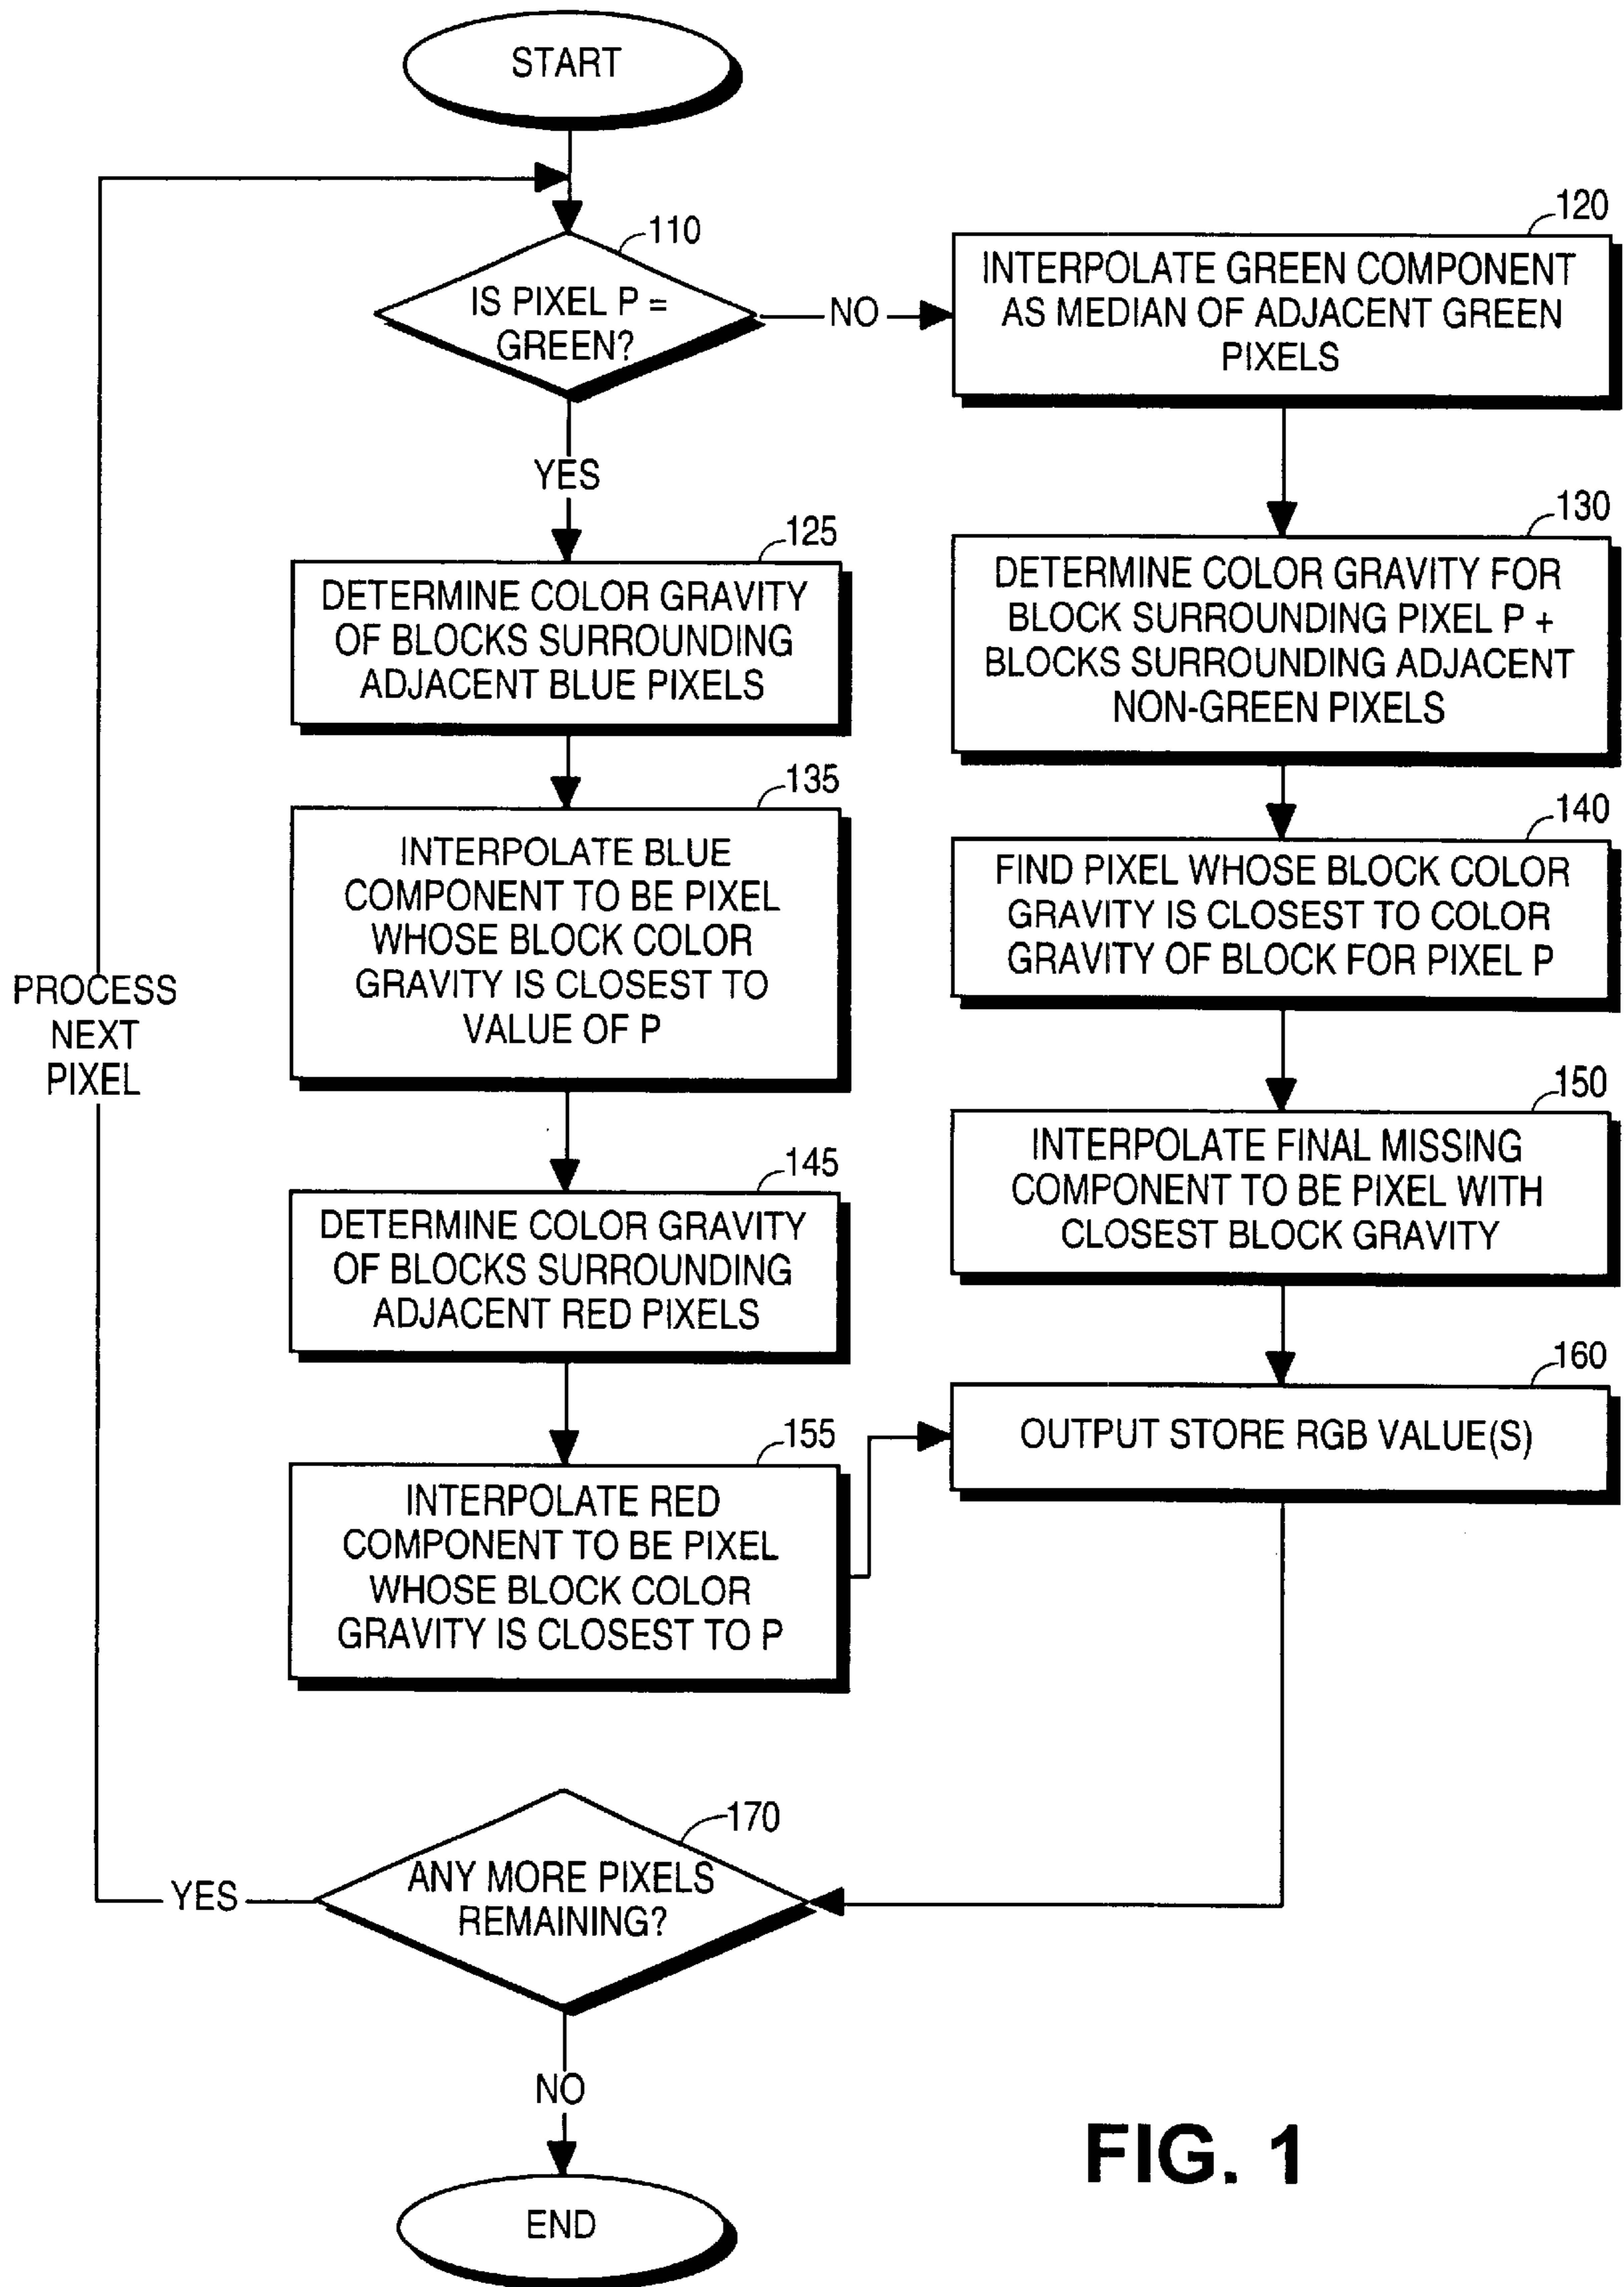 START
110
IS PIXEL P =
GREEN?
NO
120
INTERPOLATE GREEN COMPONENT
AS MEDIAN OF ADJACENT GREEN
PIXELS
YES
125
DETERMINE COLOR GRAVITY
OF BLOCKS SURROUNDING
ADJACENT BLUE PIXELS
130
DETERMINE COLOR GRAVITY FOR
BLOCK SURROUNDING PIXEL P +
BLOCKS SURROUNDING ADJACENT
NON-GREEN PIXELS
135
INTERPOLATE BLUE
COMPONENT TO BE PIXEL
WHOSE BLOCK COLOR
GRAVITY IS CLOSEST TO
VALUE OF P
140
FIND PIXEL WHOSE BLOCK COLOR
GRAVITY IS CLOSEST TO COLOR
GRAVITY OF BLOCK FOR PIXEL P
PROCESS
NEXT
PIXEL
145
DETERMINE COLOR GRAVITY
OF BLOCKS SURROUNDING
ADJACENT RED PIXELS
150
INTERPOLATE FINAL MISSING
COMPONENT TO BE PIXEL WITH
CLOSEST BLOCK GRAVITY
155
INTERPOLATE RED
COMPONENT TO BE PIXEL
WHOSE BLOCK COLOR
GRAVITY IS CLOSEST TO P
160
OUTPUT STORE RGB VALUE(S)
170
ANY MORE PIXELS
REMAINING?
YES
NO
END
FIG. 1